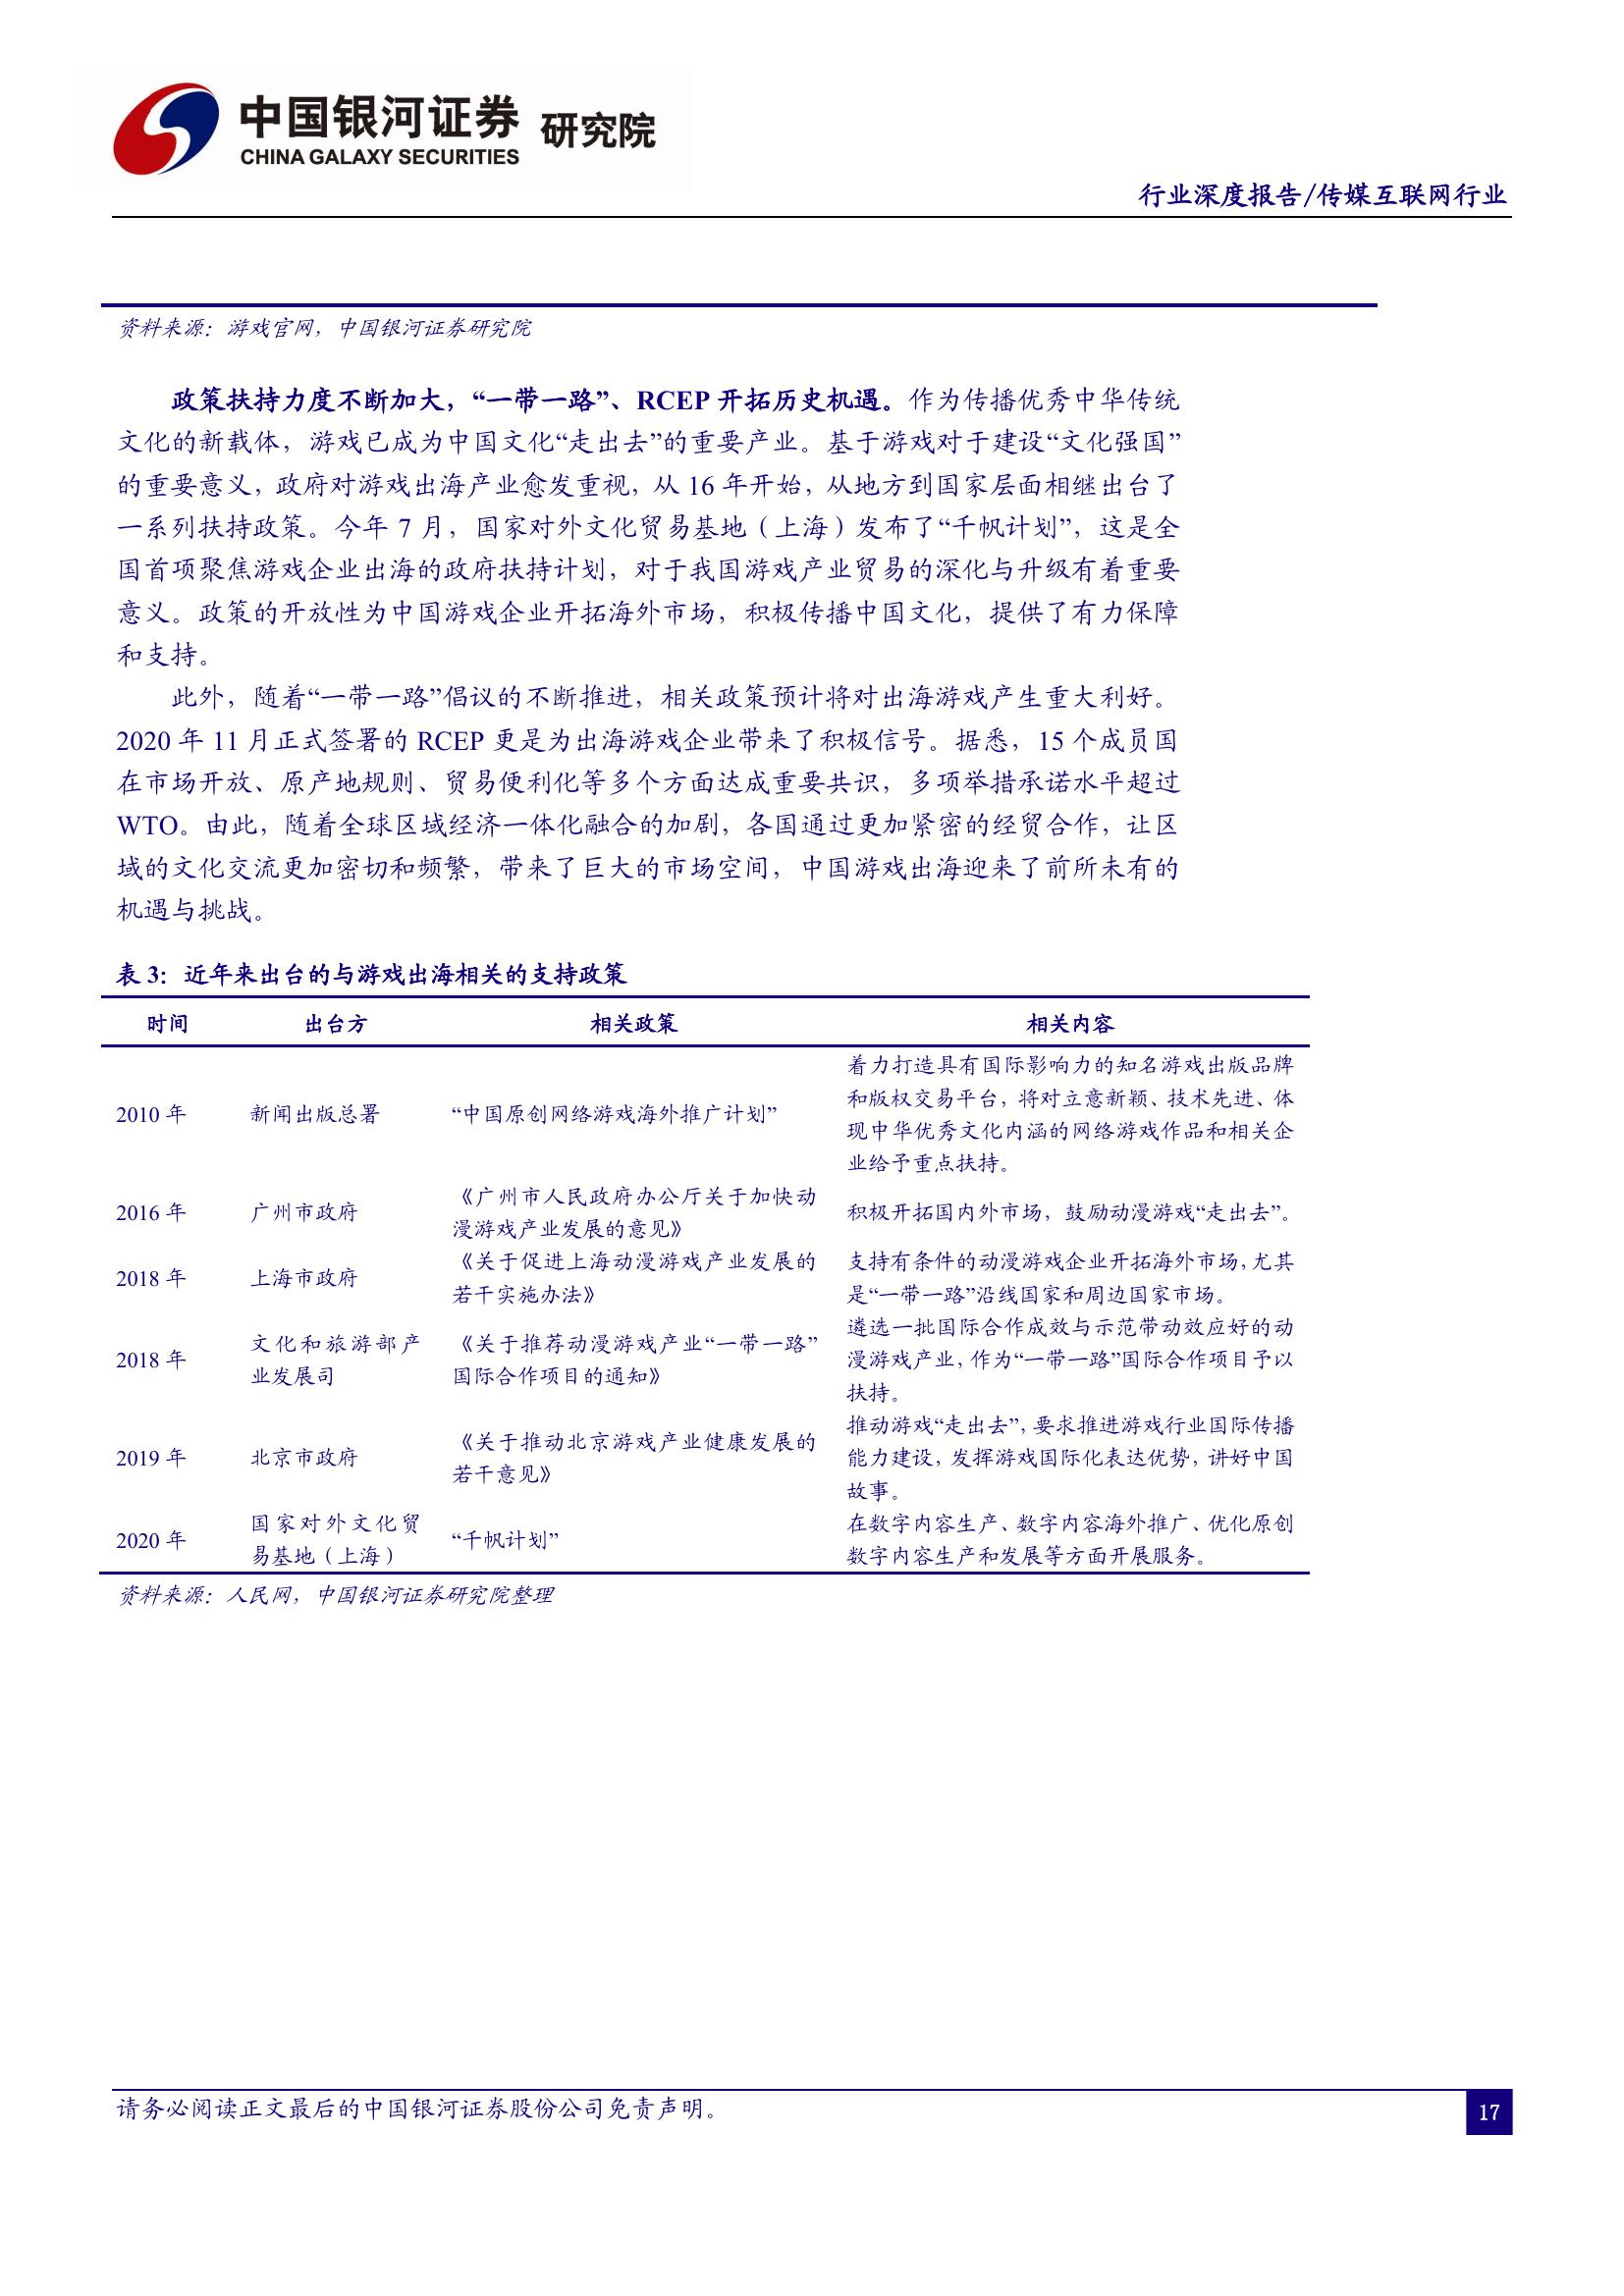 中国银河证券 研究院
CHINA GALAXY SECURITIES
行业深度报告/传媒互联网行业
资料来源：游戏官网，中国银河证券研究院
政策扶持力度不断加大，“一带一路”、RCEP 开拓历史机遇。作为传播优秀中华传统
文化的新载体，游戏已成为中国文化“走出去”的重要产业。基于游戏对于建设“文化强国”
的重要意义，政府对游戏出海产业愈发重视，从 16 年开始，从地方到国家层面相继出台了
一系列扶持政策。今年 7 月，国家对外文化贸易基地（上海）发布了“千帆计划”，这是全
国首项聚焦游戏企业出海的政府扶持计划，对于我国游戏产业贸易的深化与升级有着重要
意义。政策的开放性为中国游戏企业开拓海外市场，积极传播中国文化，提供了有力保障
和支持。
此外，随着“一带一路”倡议的不断推进，相关政策预计将对出海游戏产生重大利好。
2020 年 11 月正式签署的 RCEP 更是为出海游戏企业带来了积极信号。据悉，15 个成员国
在市场开放、原产地规则、贸易便利化等多个方面达成重要共识，多项举措承诺水平超过
WTO。由此，随着全球区域经济一体化融合的加剧，各国通过更加紧密的经贸合作，让区
域的文化交流更加密切和频繁，带来了巨大的市场空间，中国游戏出海迎来了前所未有的
机遇与挑战。
表 3：近年来出台的与游戏出海相关的支持政策
时间 出台方 相关政策 相关内容
着力打造具有国际影响力的知名游戏出版品牌
和版权交易平台，将对立意新颖、技术先进、体
2010 年 新闻出版总署 “中国原创网络游戏海外推广计划”
现中华优秀文化内涵的网络游戏作品和相关企
业给予重点扶持。
《广州市人民政府办公厅关于加快动
2016 年 广州市政府 积极开拓国内外市场，鼓励动漫游戏“走出去”。
漫游戏产业发展的意见》
《关于促进上海动漫游戏产业发展的 支持有条件的动漫游戏企业开拓海外市场，尤其
2018 年 上海市政府
若干实施办法》 是“一带一路”沿线国家和周边国家市场。
遴选一批国际合作成效与示范带动效应好的动
文化和旅游部产 《关于推荐动漫游戏产业“一带一路”
2018 年 漫游戏产业，作为“一带一路”国际合作项目予以
业发展司 国际合作项目的通知》
扶持。
推动游戏“走出去”，要求推进游戏行业国际传播
《关于推动北京游戏产业健康发展的
2019 年 北京市政府 能力建设，发挥游戏国际化表达优势，讲好中国
若干意见》
故事。
国家对外文化贸 在数字内容生产、数字内容海外推广、优化原创
2020 年 “千帆计划”
易基地（上海） 数字内容生产和发展等方面开展服务。
资料来源：人民网，中国银河证券研究院整理
请务必阅读正文最后的中国银河证券股份公司免责声明。
17